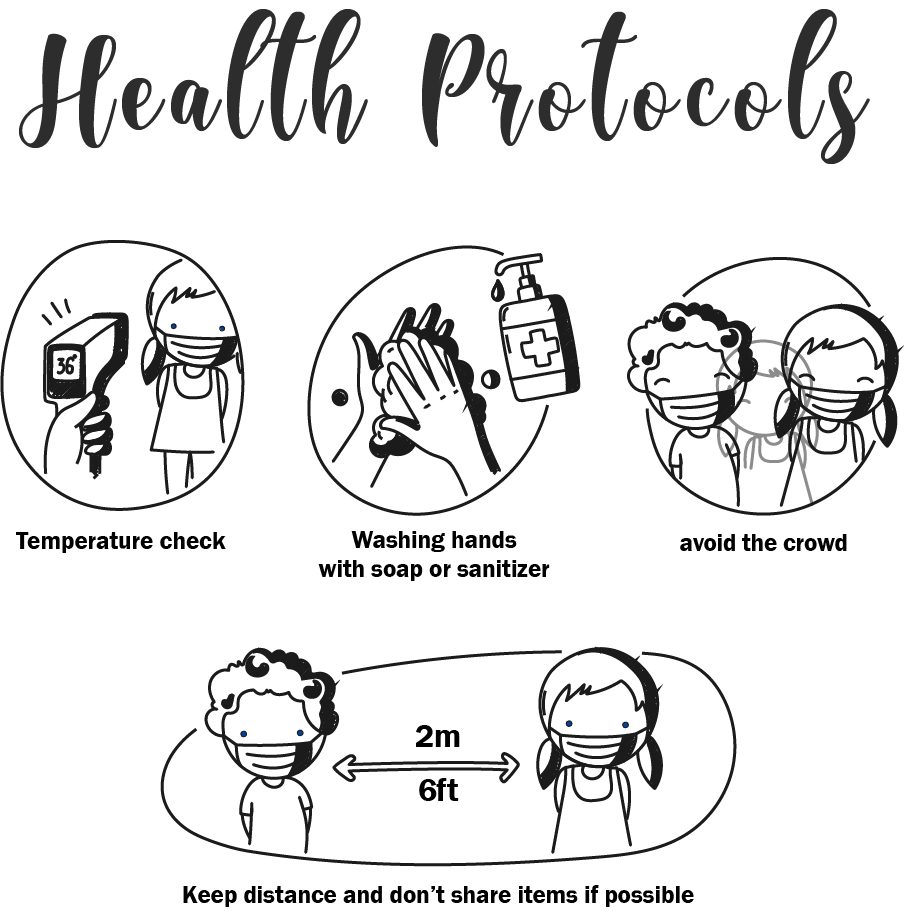 Health Protocols
36°
Temperature check
Washing hands
with soap or sanitizer
avoid the crowd
2m
6ft
Keep distance and don’t share items if possible